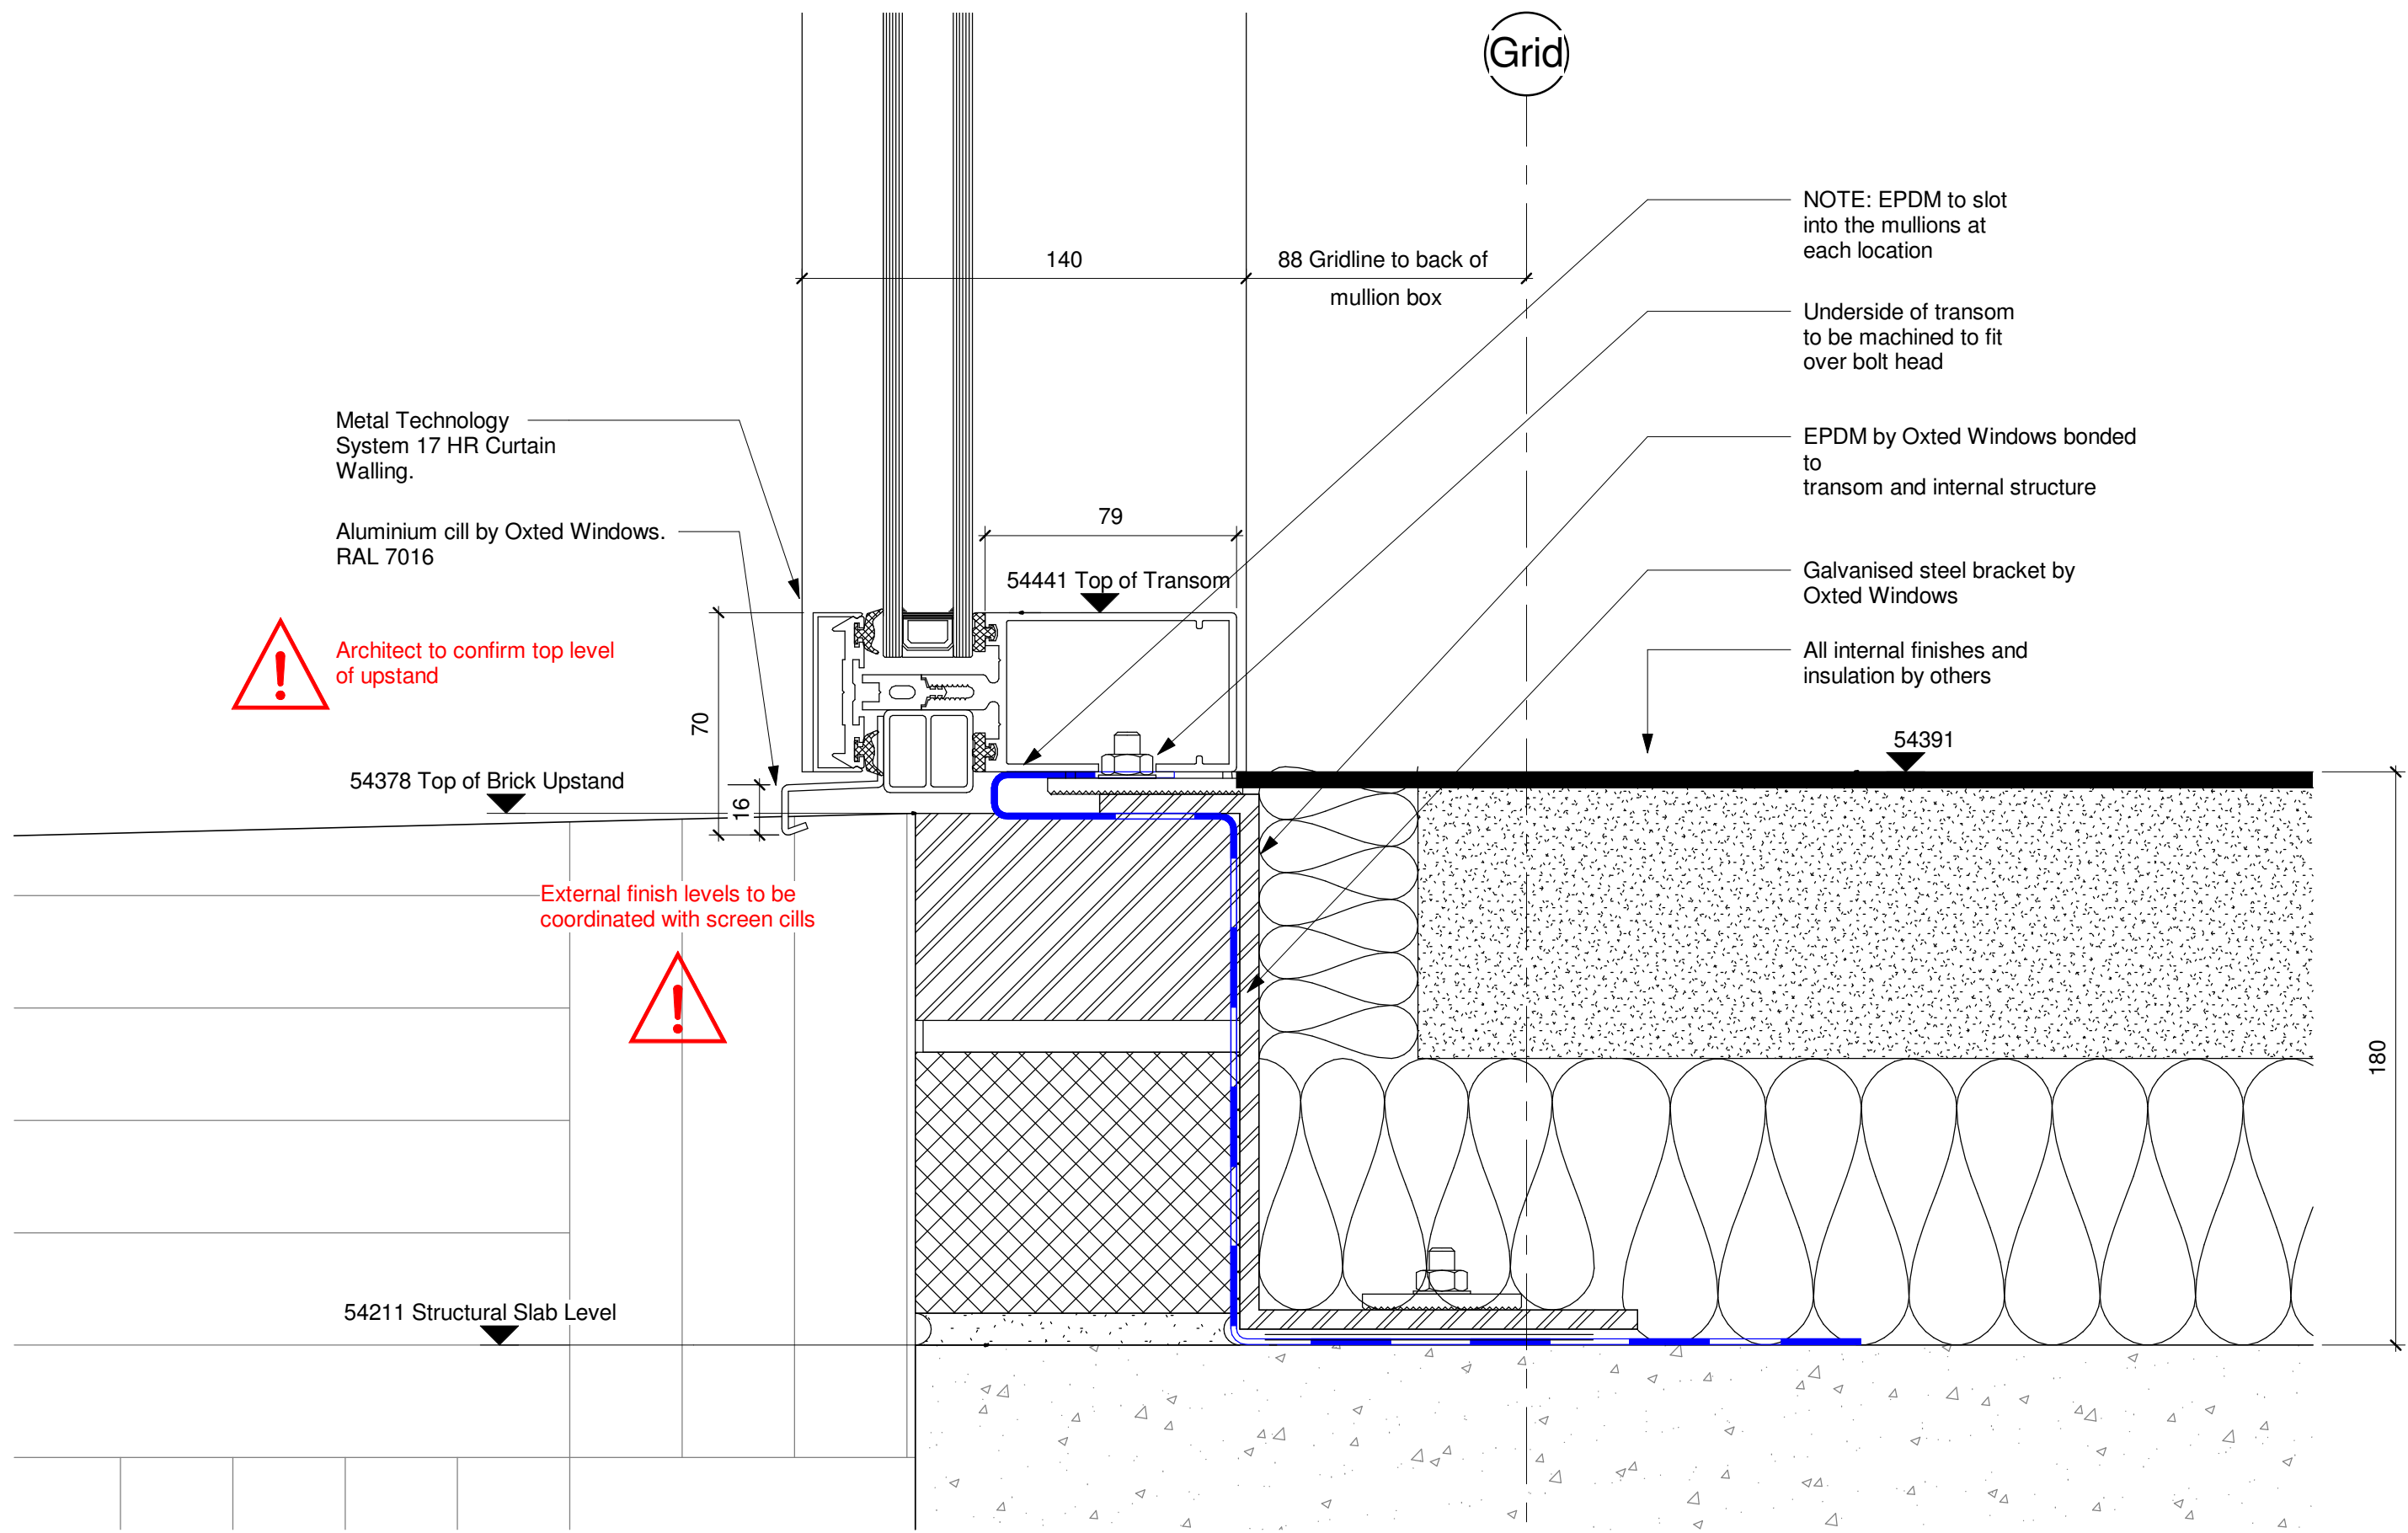 Grid
NOTE: EPDM to slot
into the mullions at
each location
140
88 Gridline to back of
mullion box
Underside of transom
to be machined to fit
over bolt head
Metal Technology
System 17 HR Curtain
Walling.
EPDM by Oxted Windows bonded
to
transom and internal structure
79
Aluminium cill by Oxted Windows.
RAL 7016
54441 Top of Transom
Galvanised steel bracket by
Oxted Windows
Architect to confirm top level
of upstand
All internal finishes and
insulation by others
70
54391
54378 Top of Brick Upstand
16
External finish levels to be
coordinated with screen cills
180
54211 Structural Slab Level